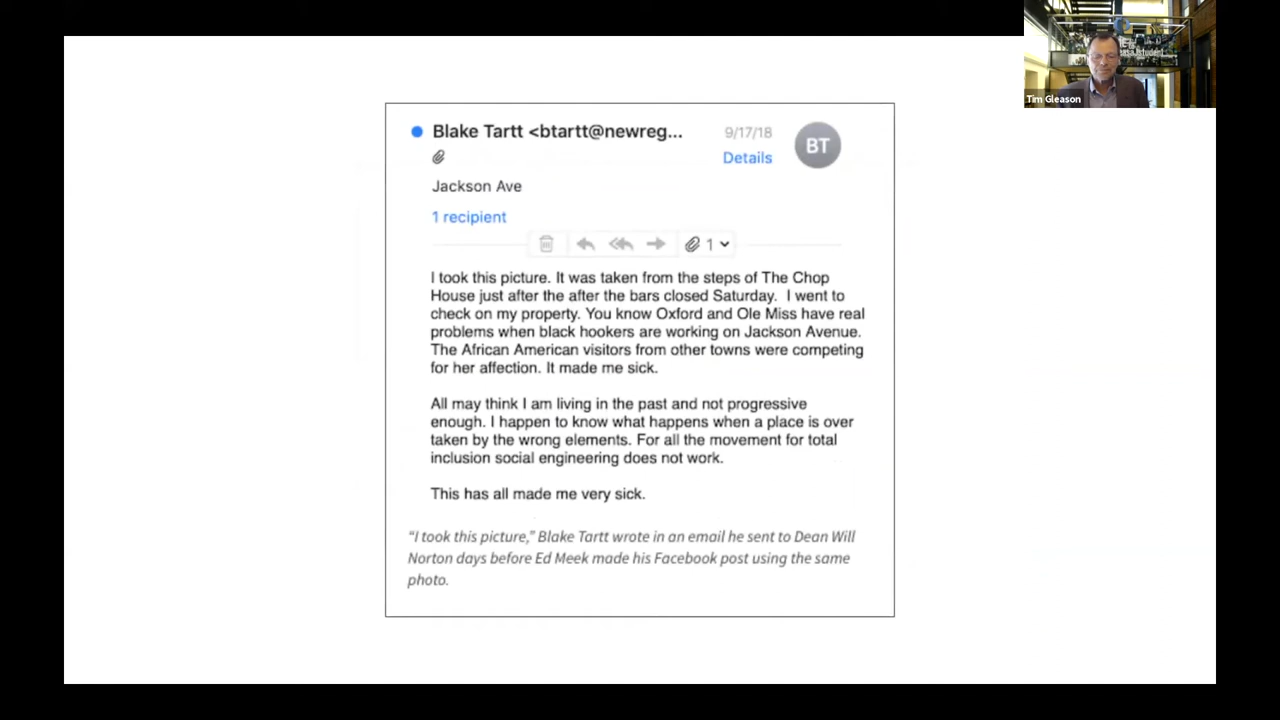 Tim Gleason
Blake Tartt <btartt@newreg...
9/17/18
BT
Details
Jackson Ave
1 recipient
1
I took this picture. It was taken from the steps of The Chop
House just after the after the bars closed Saturday.  I went to
check on my property. You know Oxford and Ole Miss have real
problems when black hookers are working on Jackson Avenue.
The African American visitors from other towns were competing
for her affection. It made me sick.
All may think I am living in the past and not progressive
enough. I happen to know what happens when a place is over
taken by the wrong elements. For all the movement for total
inclusion social engineering does not work.
This has all made me very sick.
“I took this picture,” Blake Tartt wrote in an email he sent to Dean Will
Norton days before Ed Meek made his Facebook post using the same
photo.